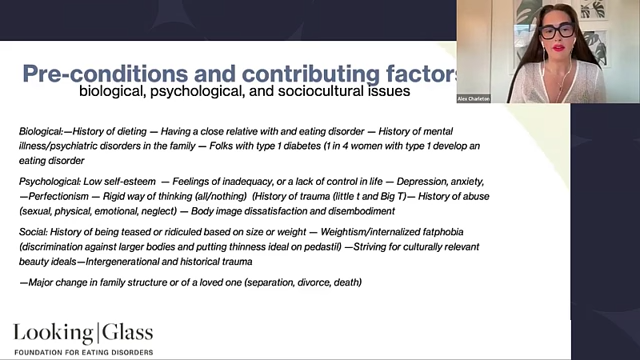 Pre-conditions and contributing factors
biological, psychological, and sociocultural issues
Alex Charleton
Biological:—History of dieting — Having a close relative with and eating disorder — History of mental
illness/psychiatric disorders in the family — Folks with type 1 diabetes (1 in 4 women with type 1 develop an
eating disorder
Psychological: Low self-esteem — Feelings of inadequacy, or a lack of control in life — Depression, anxiety,
—Perfectionism — Rigid way of thinking (all/nothing) (History of trauma (little t and Big T)— History of abuse
(sexual, physical, emotional, neglect) — Body image dissatisfaction and disembodiment
Social: History of being teased or ridiculed based on size or weight — Weightism/internalized fatphobia
(discrimination against larger bodies and putting thinness ideal on pedastil) —Striving for culturally relevant
beauty ideals—Intergenerational and historical trauma
—Major change in family structure or of a loved one (separation, divorce, death)
Looking|Glass
FOUNDATION FOR EATING DISORDERS